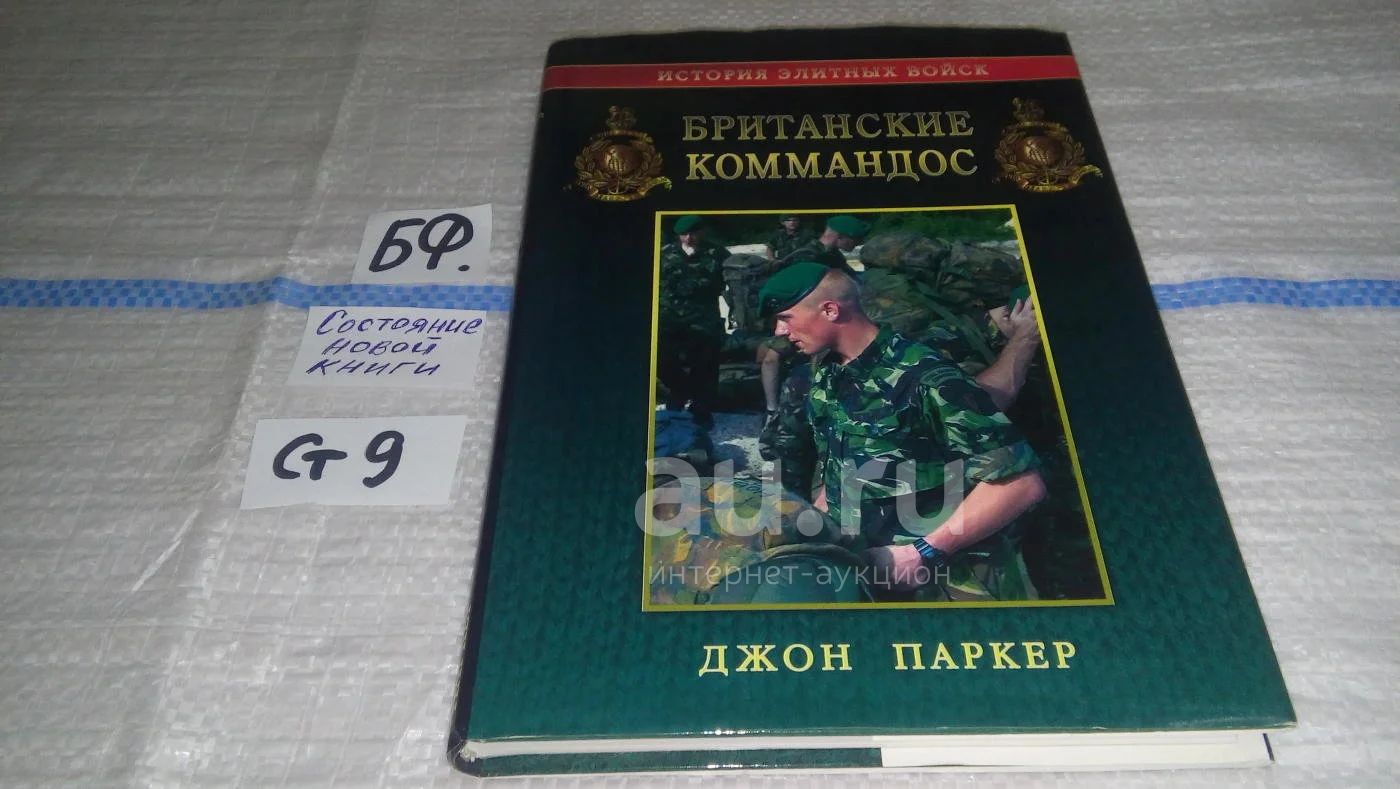 ИСТОРИЯ ЭЛИТНЫХ ВОЙСК
БРИТАНСКИЕ
КОММАНДОС
ДЖОН ПАРКЕР
БФ.
Состояние
новой
книги
Ст 9
au.ru
интернет-аукцион